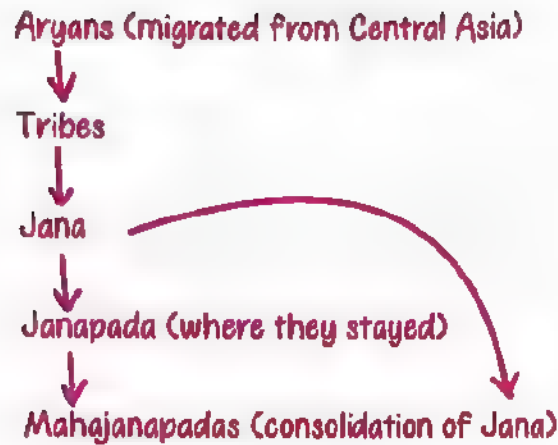 Aryans (migrated from Central Asia)
Tribes
Jana
Janapada (where they stayed)
Mahajanapadas (consolidation of Jana)